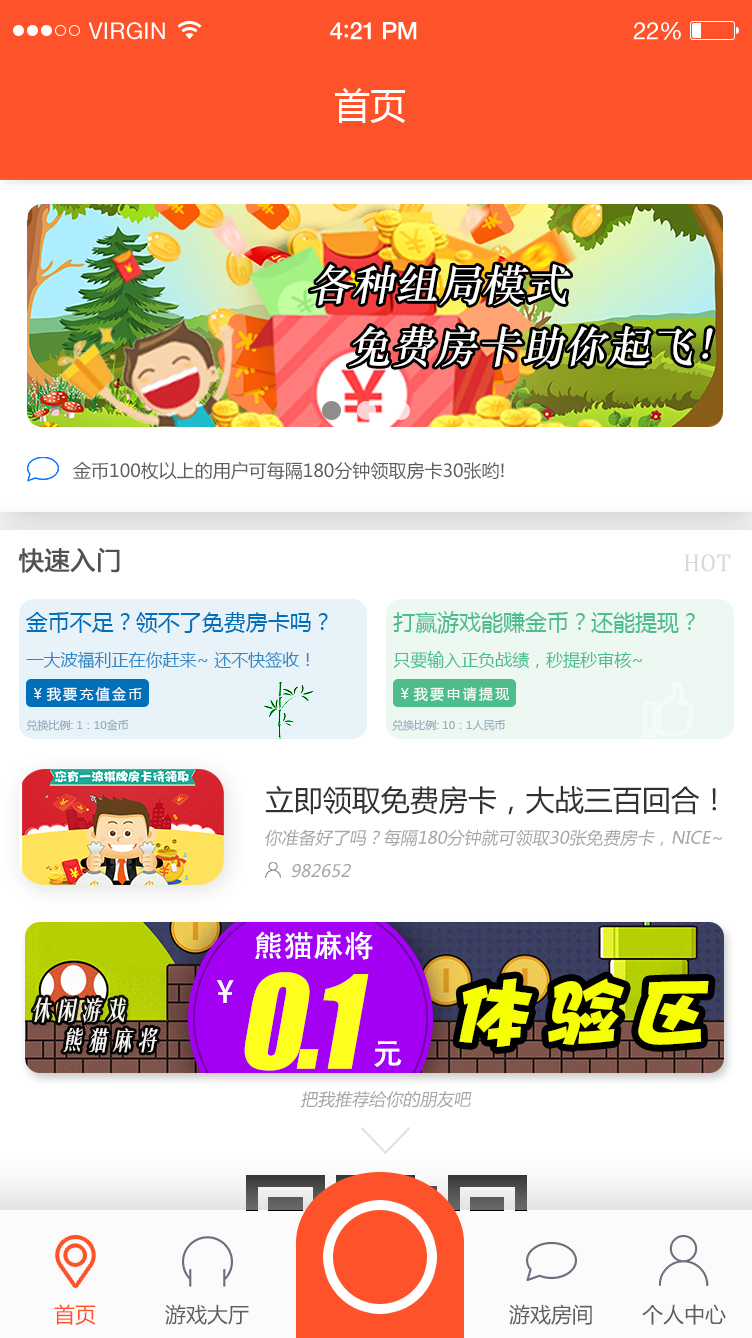 VIRGIN 4:21 PM 22%
首页
各种组局模式
免费房卡助你起飞!
金币100枚以上的用户可每隔180分钟领取房卡30张哟!
快速入门 HOT
金币不足？领不了免费房卡吗？
一大波福利正在你赶来~ 还不快签收！
¥我要充值金币
兑换比例: 1：10金币
打赢游戏能赚金币？还能提现？
只要输入正负战绩，秒提秒审核~
¥我要申请提现
兑换比例: 10：1人民币
您有一波棋牌房卡待领取
立即领取免费房卡，大战三百回合！
你准备好了吗？每隔180分钟就可领取30张免费房卡，NICE~
982652
休闲游戏
熊猫麻将
熊猫麻将
¥0.1元
体验区
把我推荐给你的朋友吧
首页 游戏大厅 游戏房间 个人中心